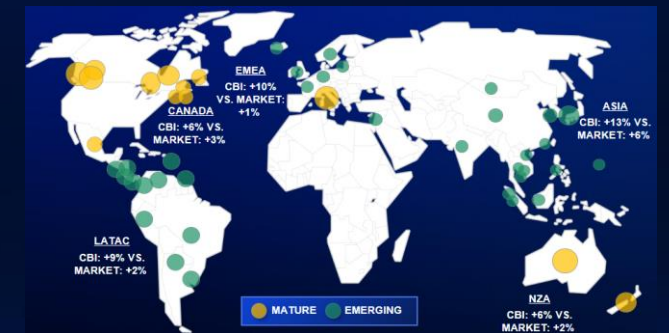 EMEA
CBI: +10%
VS. MARKET:
+1%
CANADA
CBI: +6% VS.
MARKET: +3%
ASIA
CBI: +13% VS.
MARKET: +6%
LATAC
CBI: +9% VS.
MARKET: +2%
NZA
CBI: +6% VS.
MARKET: +2%
MATURE EMERGING